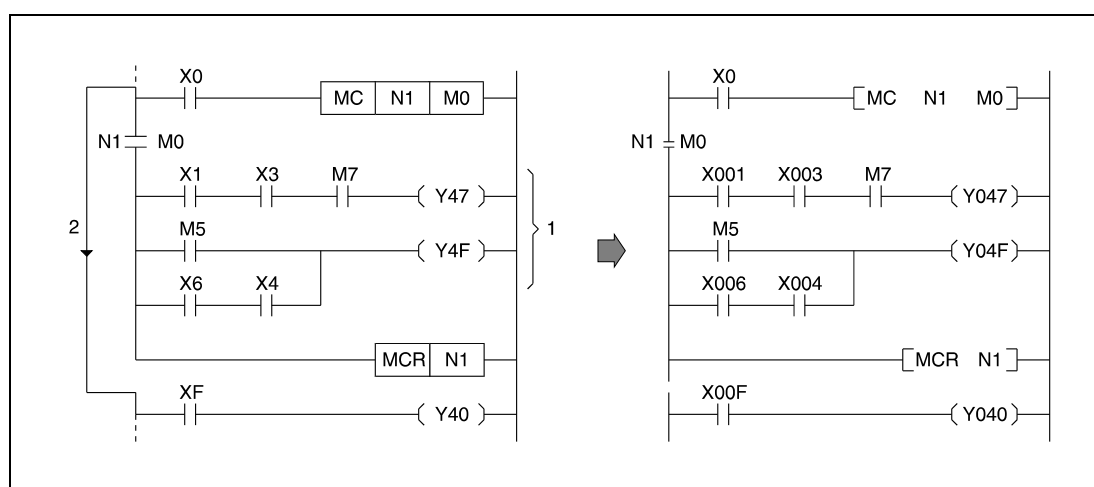 X0
MC N1 M0
N1 M0
X1 X3 M7
Y47
2
M5
Y4F
1
X6 X4
MCR N1
XF
Y40
X0
MC N1 M0
N1 M0
X001 X003 M7
Y047
M5
Y04F
X006 X004
MCR N1
X00F
Y040